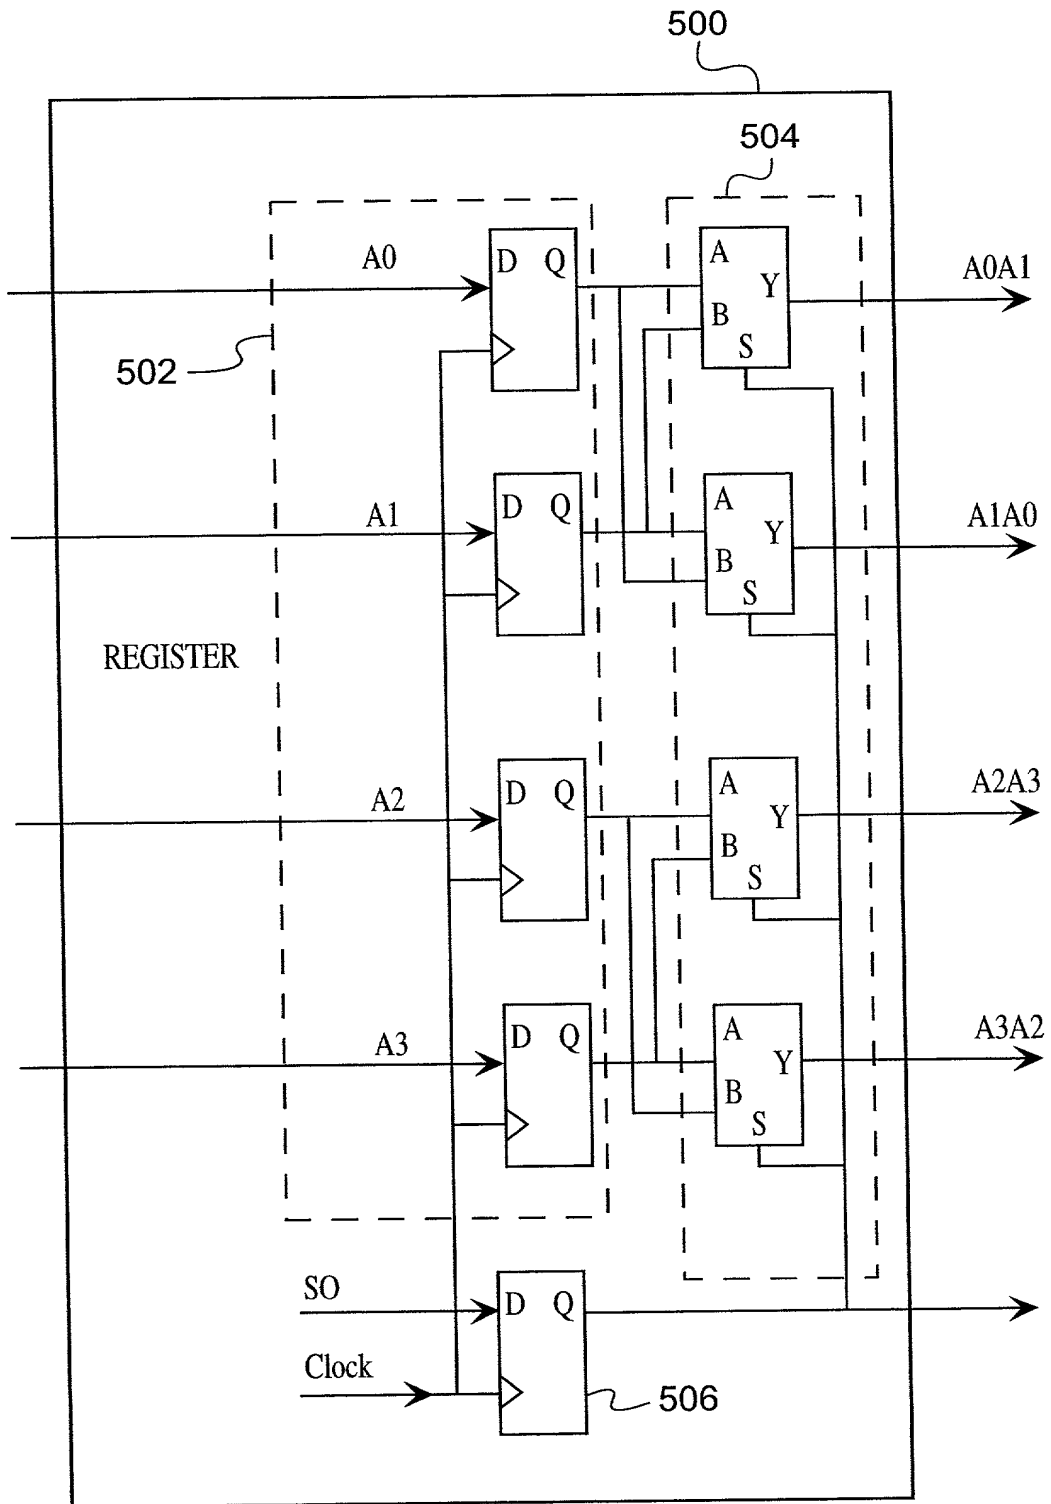 500
504
A0
D Q
A
Y
B
S
A0A1
502
A1
D Q
A
Y
B
S
A1A0
REGISTER
A2
D Q
A
Y
B
S
A2A3
A3
D Q
A
Y
B
S
A3A2
SO
D Q
Clock
506